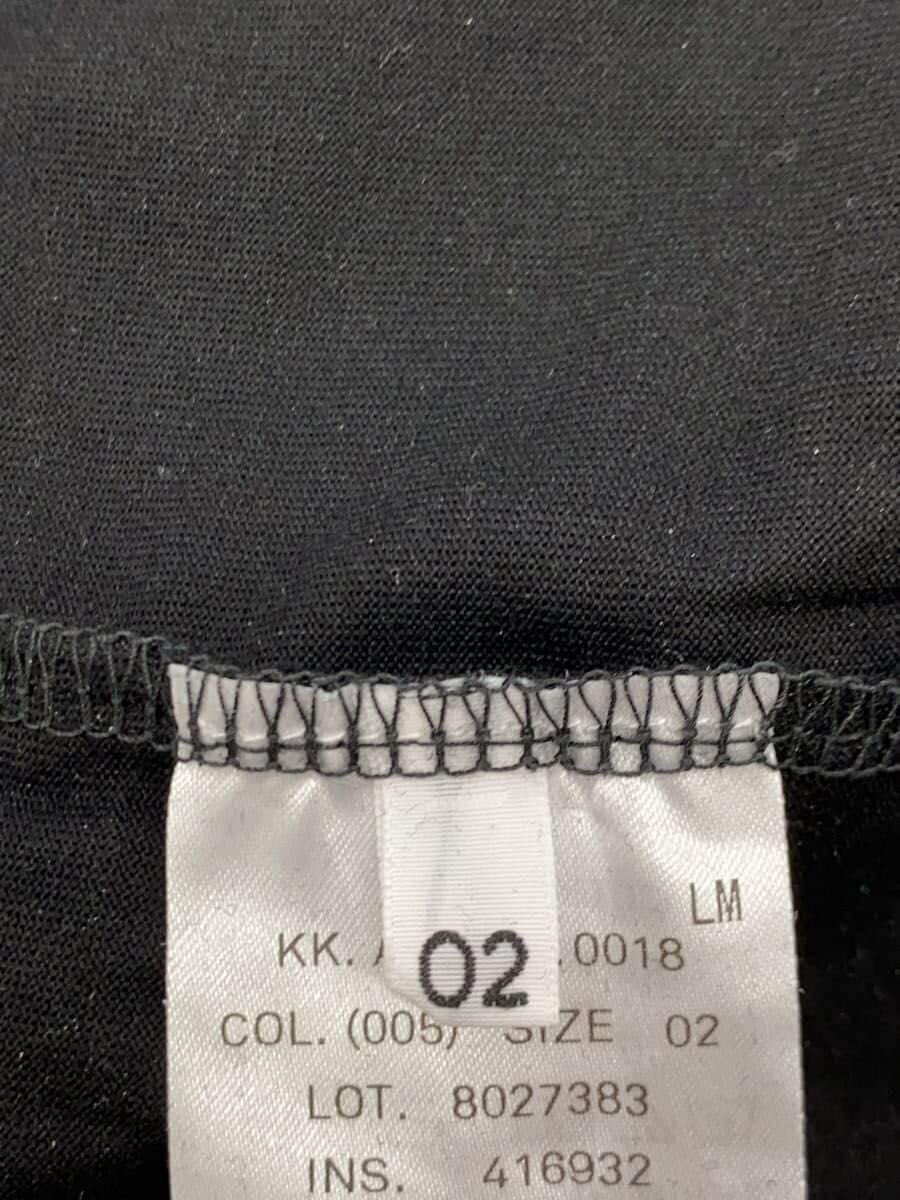 LM
KK. .0018
02
COL. (005) SIZE 02
LOT. 8027383
INS. 416932